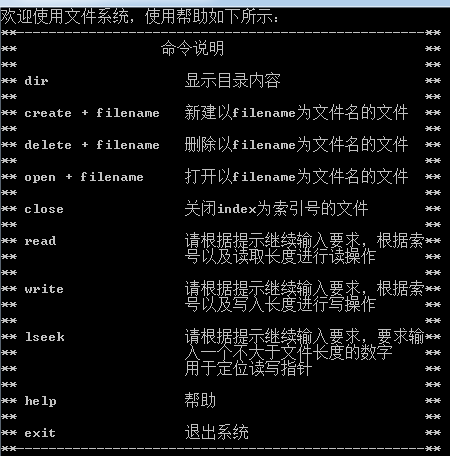 欢迎使用文件系统，使用帮助如下所示：
**----------------------------------------------------**
** 命令说明 **
** **
** dir 显示目录内容 **
** **
** create + filename 新建以filename为文件名的文件 **
** **
** delete + filename 删除以filename为文件名的文件 **
** **
** open + filename 打开以filename为文件名的文件 **
** **
** close 关闭index为索引号的文件 **
** **
** read 请根据提示继续输入要求，根据索**
** 号以及读取长度进行读操作 **
** **
** write 请根据提示继续输入要求，根据索**
** 号以及写入长度进行写操作 **
** **
** lseek 请根据提示继续输入要求，要求输**
** 入一个不大于文件长度的数字 **
** 用于定位读写指针 **
** **
** help 帮助 **
** **
** exit 退出系统 **
**----------------------------------------------------**